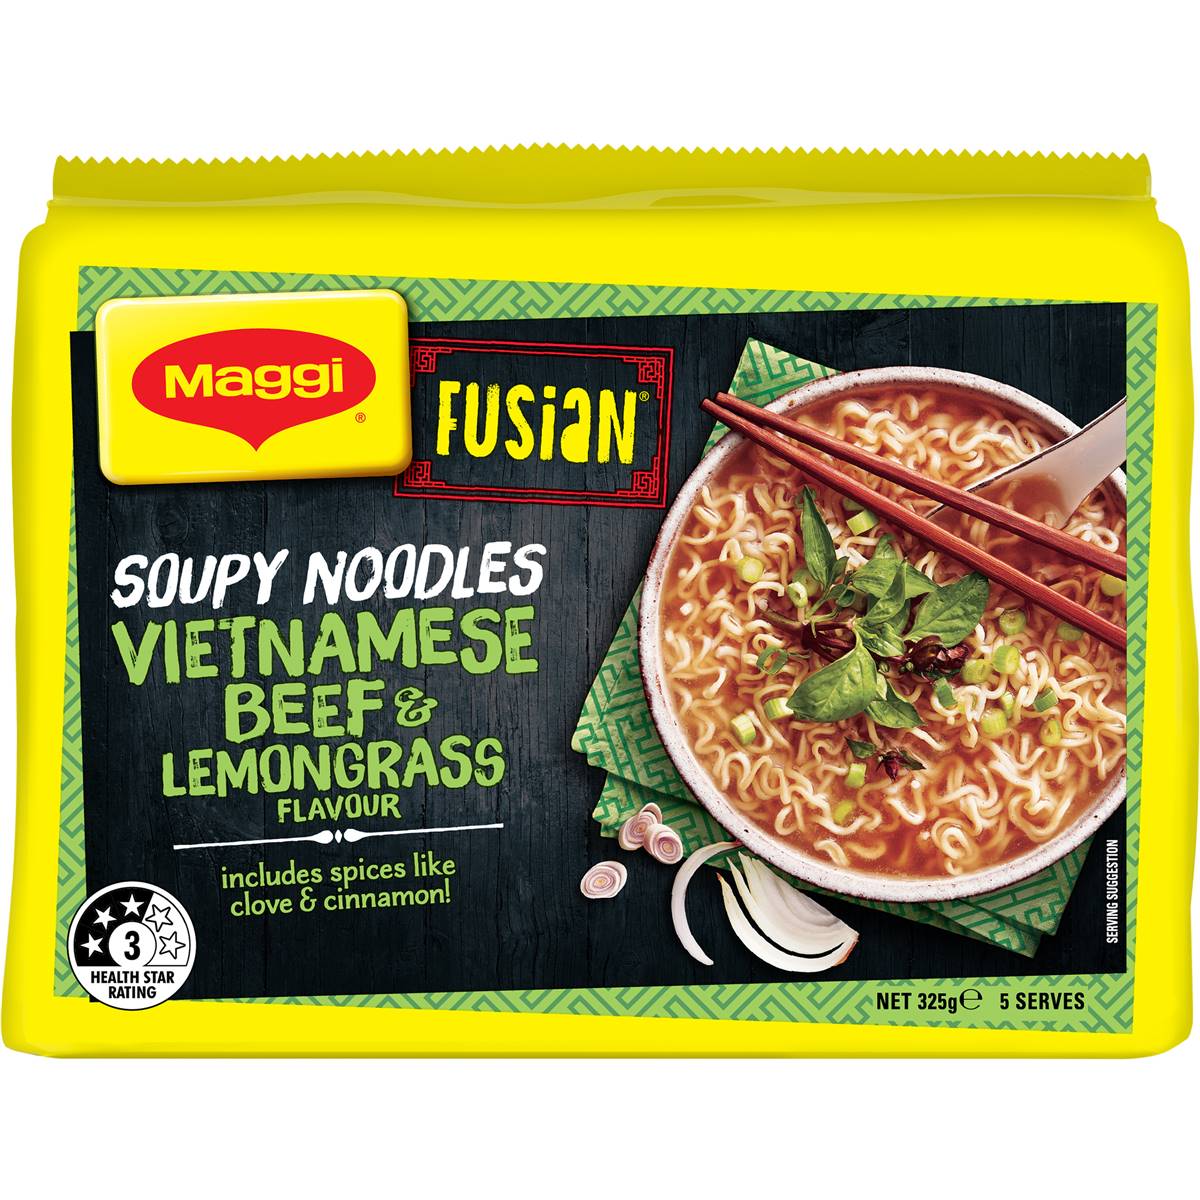 Maggi®
FUSiaN®
SOUPY NOODLES
VIETNAMESE
BEEF &
LEMONGRASS
FLAVOUR
includes spices like
clove & cinnamon!
3
HEALTH STAR
RATING
SERVING SUGGESTION
NET 325g℮ 5 SERVES